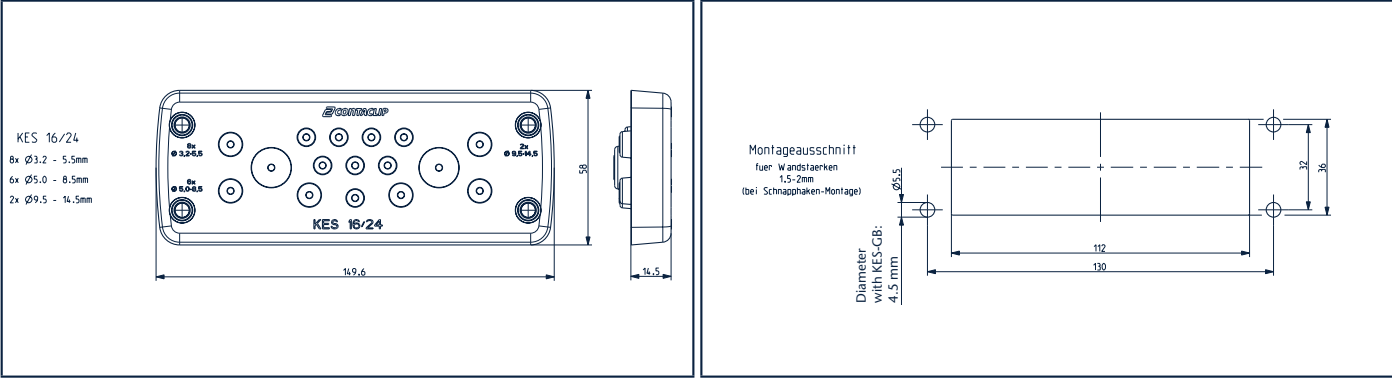 KES 16/24
8x Ø3.2 - 5.5mm
6x Ø5.0 - 8.5mm
2x Ø9.5 - 14.5mm
CONTACLIP
8x
Ø 3,2-5,5
2x
Ø 9,5-14,5
6x
Ø 5,0-8,5
KES 16/24
58
149.6
14.5
Montageausschnitt
fuer Wandstaerken
1.5-2mm
(bei Schnapphaken-Montage)
Ø5.5
Diameter
with KES-GB:
4.5 mm
32
36
112
130